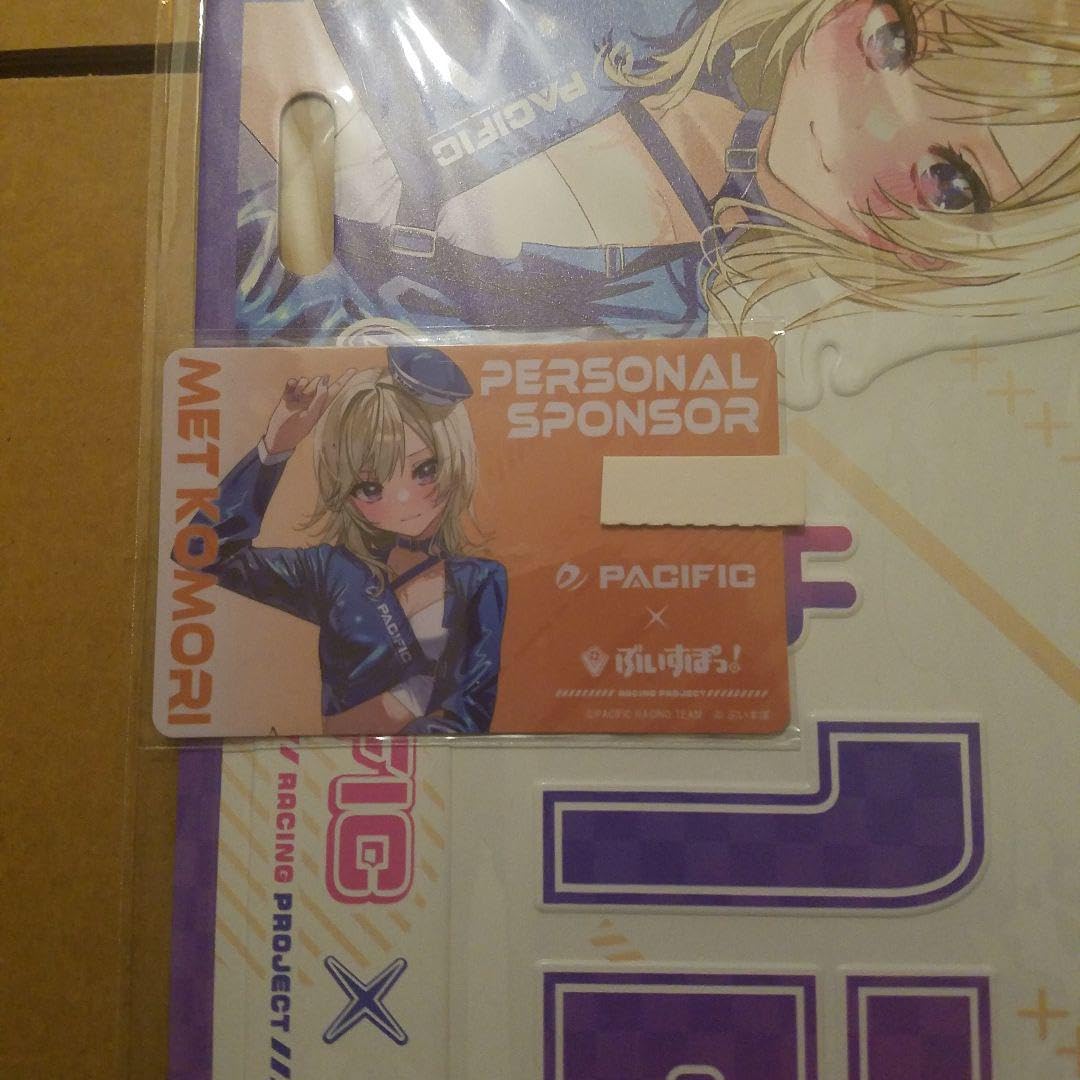 PACIFIC
MET KOMORI
PERSONAL
SPONSOR
PACIFIC
PACIFIC
×
ぶいすぽっ!
RACING PROJECT
©PACIFIC RACING TEAM
// RACING PROJECT //
×